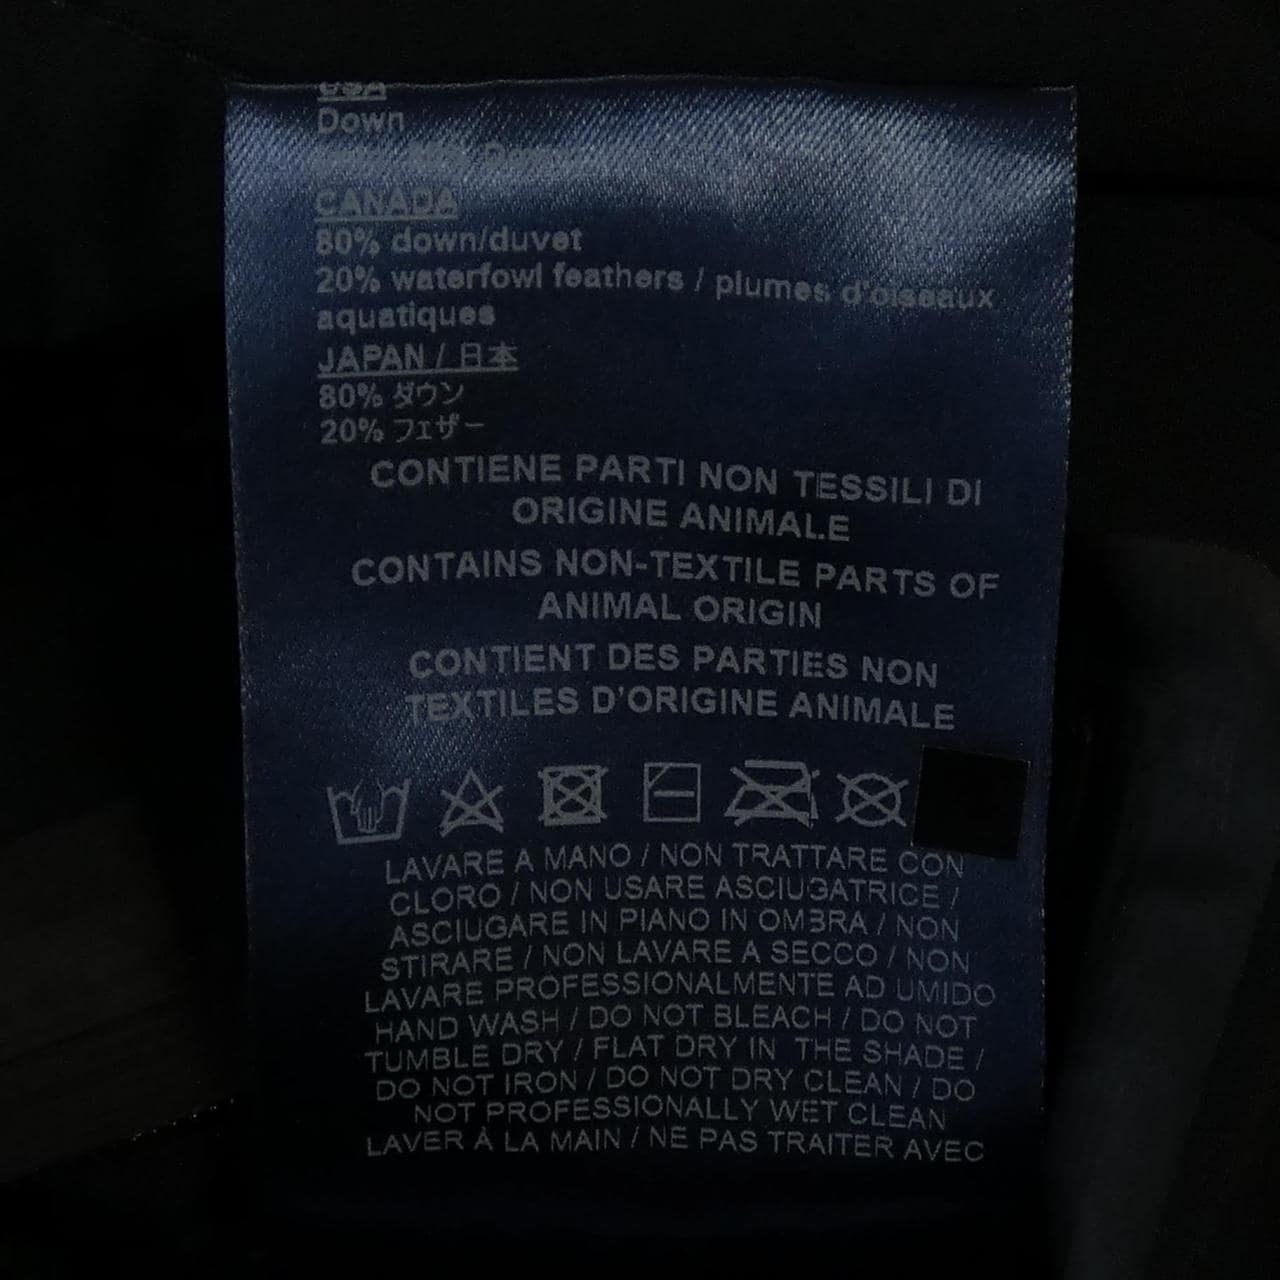 USA
Down
CANADA
80% down/duvet
20% waterfowl feathers / plumes d'oiseaux
aquatiques
JAPAN / 日本
80% ダウン
20% フェザー
CONTIENE PARTI NON TESSILI DI
ORIGINE ANIMALE
CONTAINS NON-TEXTILE PARTS OF
ANIMAL ORIGIN
CONTIENT DES PARTIES NON
TEXTILES D'ORIGINE ANIMALE
LAVARE A MANO / NON TRATTARE CON
CLORO / NON USARE ASCIUGATRICE /
ASCIUGARE IN PIANO IN OMBRA / NON
STIRARE / NON LAVARE A SECCO / NON
LAVARE PROFESSIONALMENTE AD UMIDO
HAND WASH / DO NOT BLEACH / DO NOT
TUMBLE DRY / FLAT DRY IN THE SHADE /
DO NOT IRON / DO NOT DRY CLEAN / DO
NOT PROFESSIONALLY WET CLEAN
LAVER À LA MAIN / NE PAS TRAITER AVEC